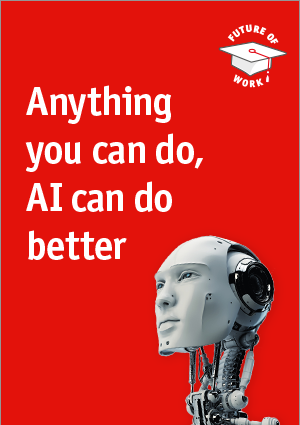 FUTURE OF
WORK
Anything
you can do,
AI can do
better